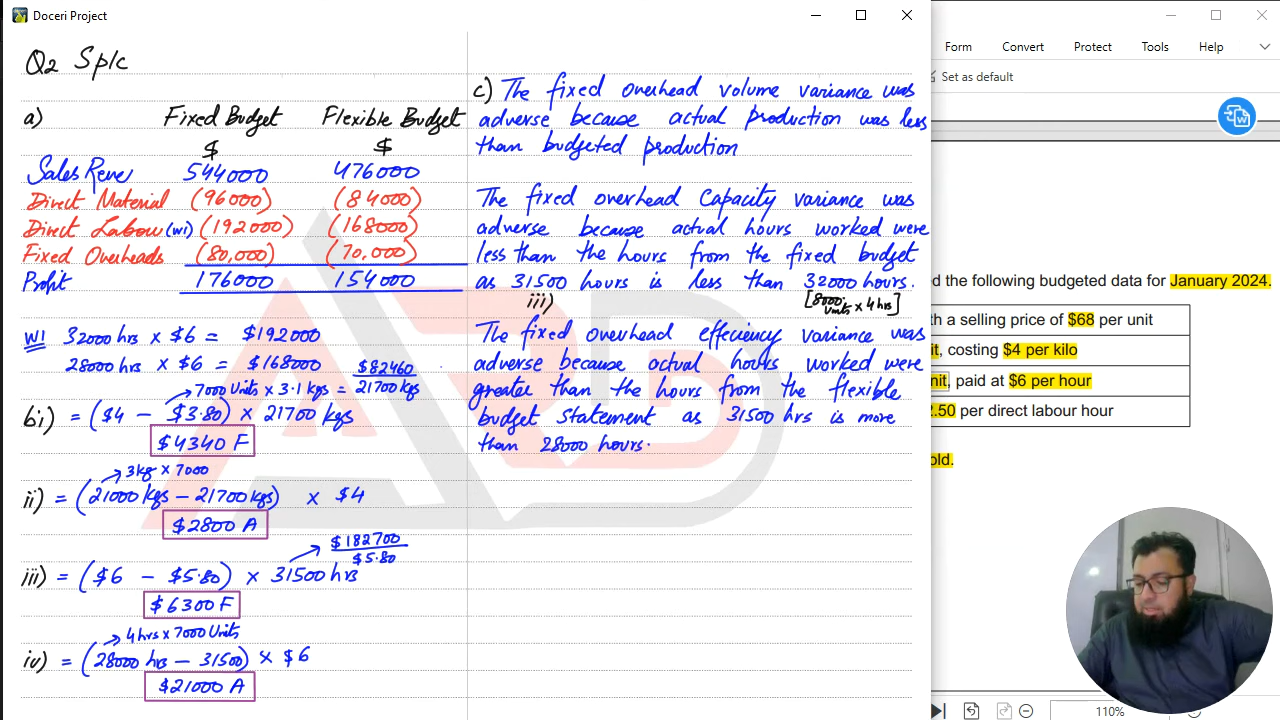 Doceri Project
Q2 Splc
a) Fixed Budget Flexible Budget
$ $
Sales Reve 544000 476000
Direct Material (96000) (84000)
Direct Labour (W1) (192000) (168000)
Fixed Overheads (80,000) (70,000)
Profit 176000 154000
W1 32000 hrs x $6 = $192000
28000 hrs x $6 = $168000
7000 Units x 3.1 kgs = $82460 / 21700 kgs
bi) = ($4 - $3.80) x 21700 kgs
$4340 F
3kg x 7000
ii) = (21000 kgs - 21700 kgs) x $4
$2800 A
$182700 / $5.80
iii) = ($6 - $5.80) x 31500 hrs
$6300 F
4 hrs x 7000 Units
iv) = (28000 hrs - 31500) x $6
$21000 A
c) The fixed overhead volume variance was
adverse because actual production was less
than budgeted production
The fixed overhead Capacity variance was
adverse because actual hours worked were
less than the hours from the fixed budget
as 31500 hours is less than 32000 hours.
[8000 units x 4 hrs]
iii)
The fixed overhead effeciency variance was
adverse because actual hours worked were
greater than the hours from the flexible
budget statement as 31500 hrs is more
than 28000 hours.
ARD
Form Convert Protect Tools Help
Set as default
d the following budgeted data for January 2024.
th a selling price of $68 per unit
it, costing $4 per kilo
nit, paid at $6 per hour
2.50 per direct labour hour
old.
110%